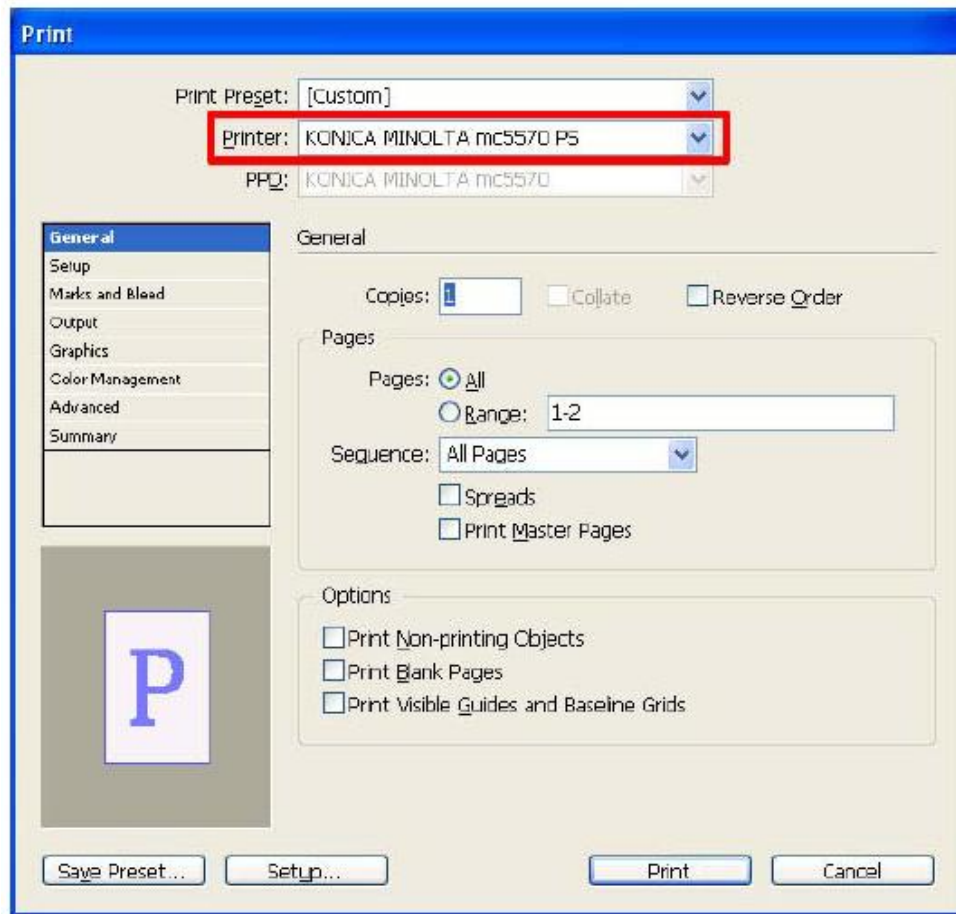 Print
Print Preset: [Custom]
Printer: KONICA MINOLTA mc5570 PS
PPD: KONICA MINOLTA mc5570
General
Setup
Marks and Bleed
Output
Graphics
Color Management
Advanced
Summary
General
Copies: 1 Collate Reverse Order
Pages
Pages: All
Range: 1-2
Sequence: All Pages
Spreads
Print Master Pages
Options
Print Non-printing Objects
Print Blank Pages
Print Visible Guides and Baseline Grids
P
Save Preset... Setup... Print Cancel